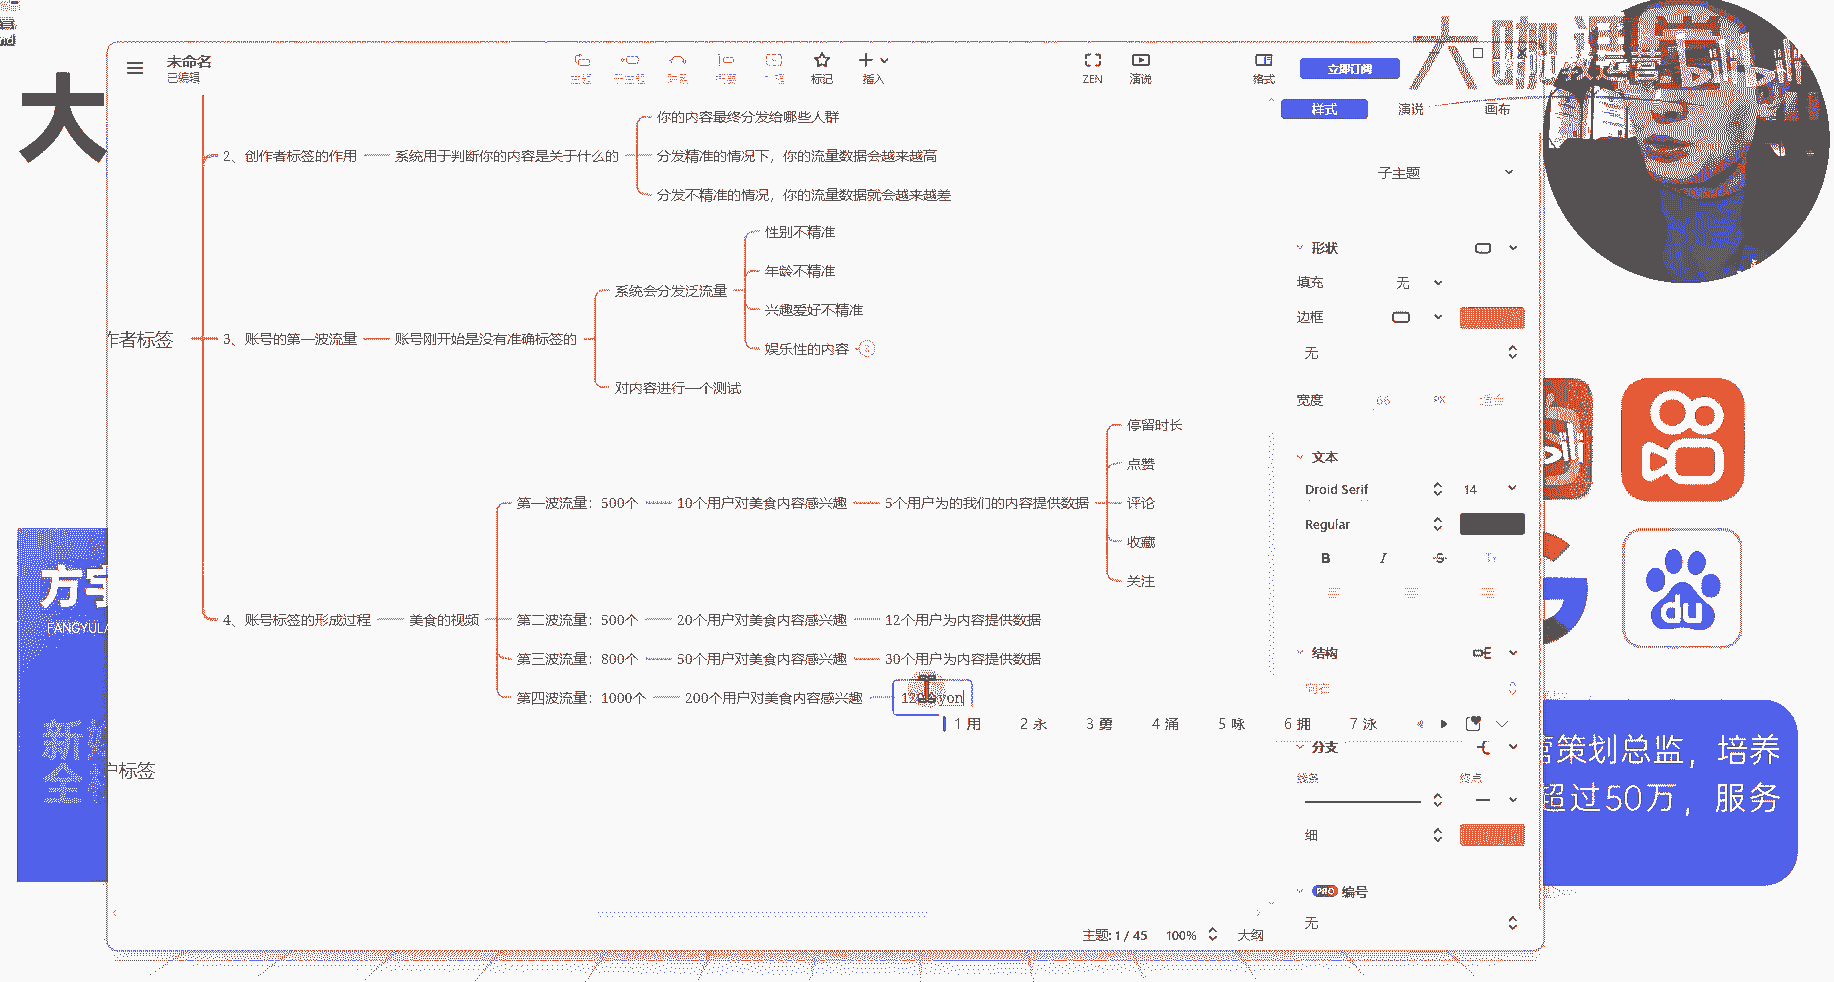 nd
大
大咖课
bilibili
未命名
已编辑
标记
插入
ZEN
演说
格式
立即订阅
样式
演说
画布
子主题
形状
填充
无
边框
无
宽度
66
PX
文本
Droid Serif
14
Regular
B
I
S
结构
分支
线条
终点
细
PRO 编号
无
作者标签
2、创作者标签的作用
系统用于判断你的内容是关于什么的
你的内容最终分发给哪些人群
分发精准的情况下，你的流量数据会越来越高
分发不精准的情况，你的流量数据就会越来越差
3、账号的第一波流量
账号刚开始是没有准确标签的
系统会分发泛流量
性别不精准
年龄不精准
兴趣爱好不精准
娱乐性的内容
对内容进行一个测试
4、账号标签的形成过程
美食的视频
第一波流量：500个
10个用户对美食内容感兴趣
5个用户为的我们的内容提供数据
停留时长
点赞
评论
收藏
关注
第二波流量：500个
20个用户对美食内容感兴趣
12个用户为内容提供数据
第三波流量：800个
50个用户对美食内容感兴趣
30个用户为内容提供数据
第四波流量：1000个
200个用户对美食内容感兴趣
yon
1 用 2 永 3 勇 4 涌 5 咏 6 拥 7 泳
户标签
主题: 1 / 45
100%
大纲
方宇
FANGYULA
新
全
du
营策划总监，培养
超过50万，服务